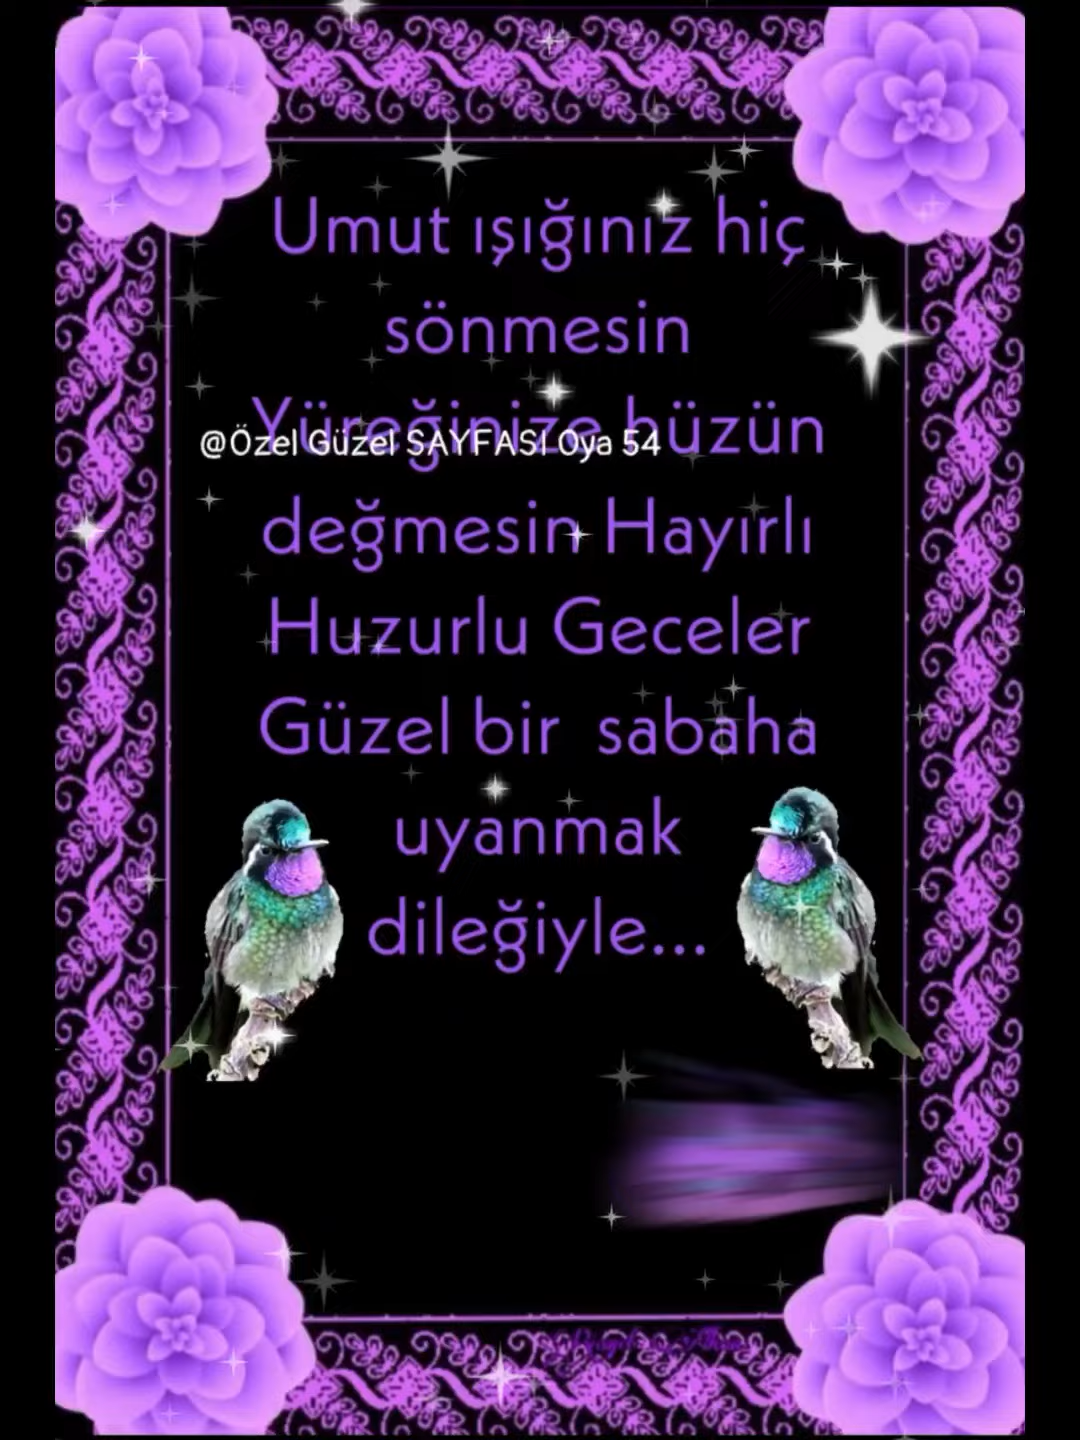 Umut ışığınız hiç
sönmesin
Yüreğinize hüzün
@Özel Güzel SAYFASI Oya 54
değmesin Hayırlı
Huzurlu Geceler
Güzel bir sabaha
uyanmak
dileğiyle...